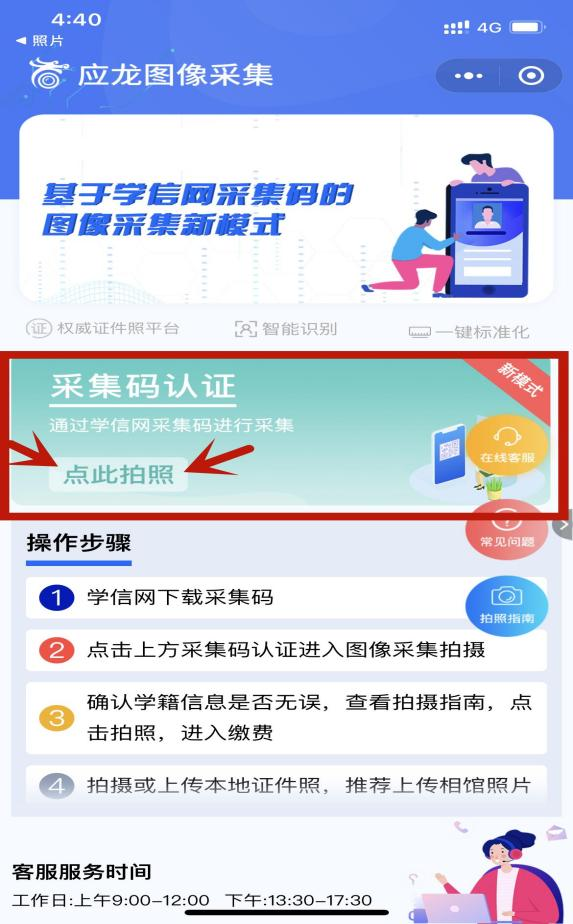 4:40
4G
◀ 照片
应龙图像采集
基于学信网采集码的
图像采集新模式
证 权威证件照平台
智能识别
一键标准化
采集码认证
新模式
通过学信网采集码进行采集
点此拍照
在线客服
常见问题
操作步骤
1 学信网下载采集码
拍照指南
2 点击上方采集码认证进入图像采集拍摄
3 确认学籍信息是否无误，查看拍摄指南，点
击拍照，进入缴费
4 拍摄或上传本地证件照，推荐上传相馆照片
客服服务时间
工作日:上午9:00-12:00 下午:13:30-17:30